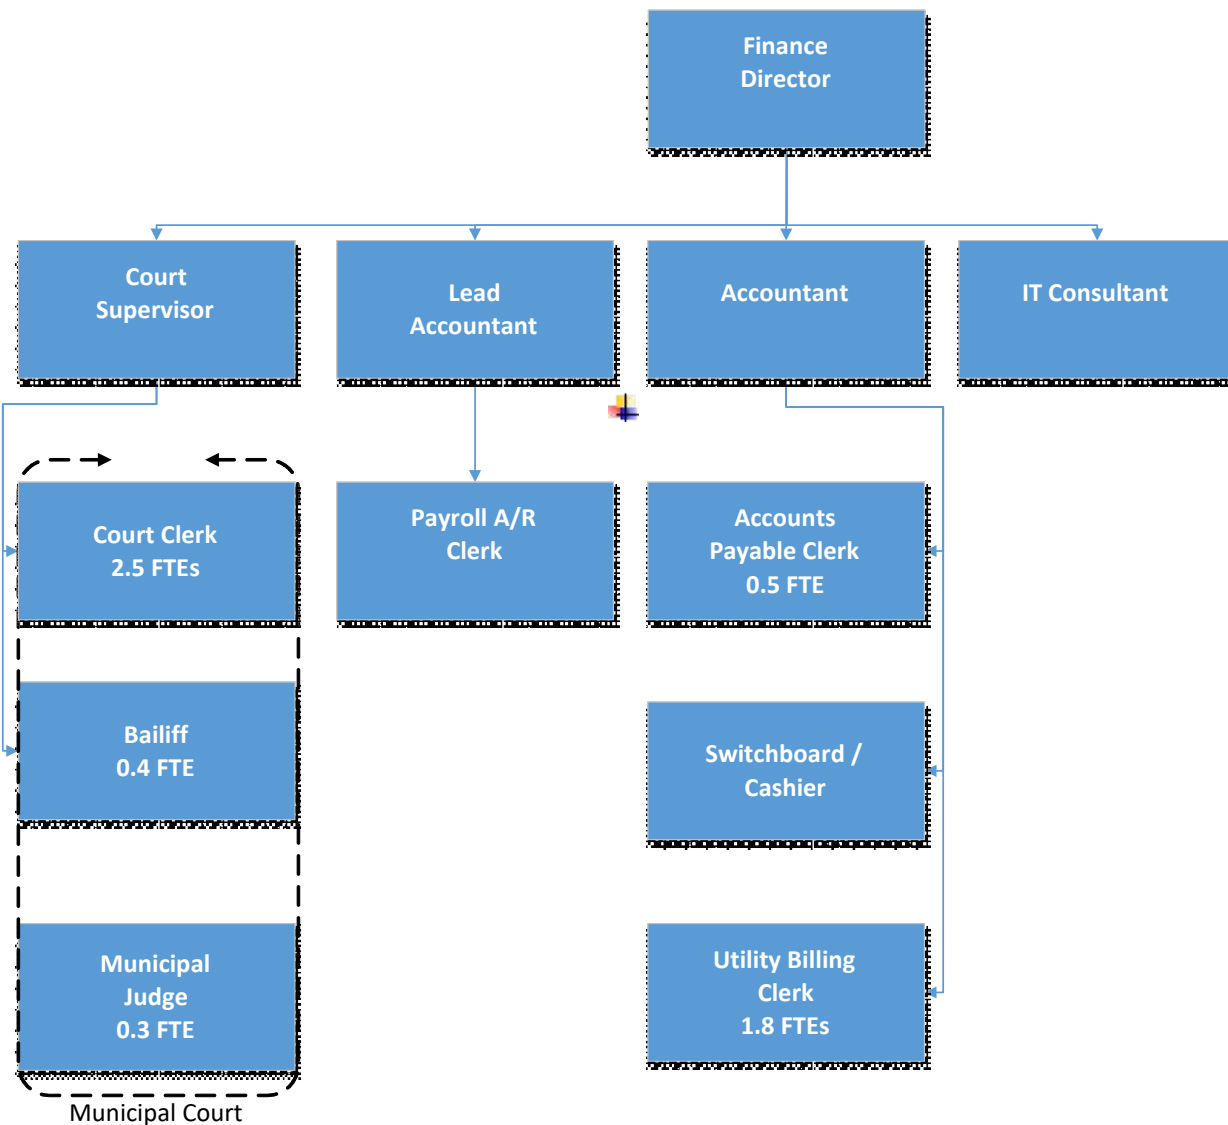 Finance
Director
Court
Supervisor
Lead
Accountant
Accountant
IT Consultant
Court Clerk
2.5 FTEs
Payroll A/R
Clerk
Accounts
Payable Clerk
0.5 FTE
Bailiff
0.4 FTE
Switchboard /
Cashier
Municipal
Judge
0.3 FTE
Utility Billing
Clerk
1.8 FTEs
Municipal Court